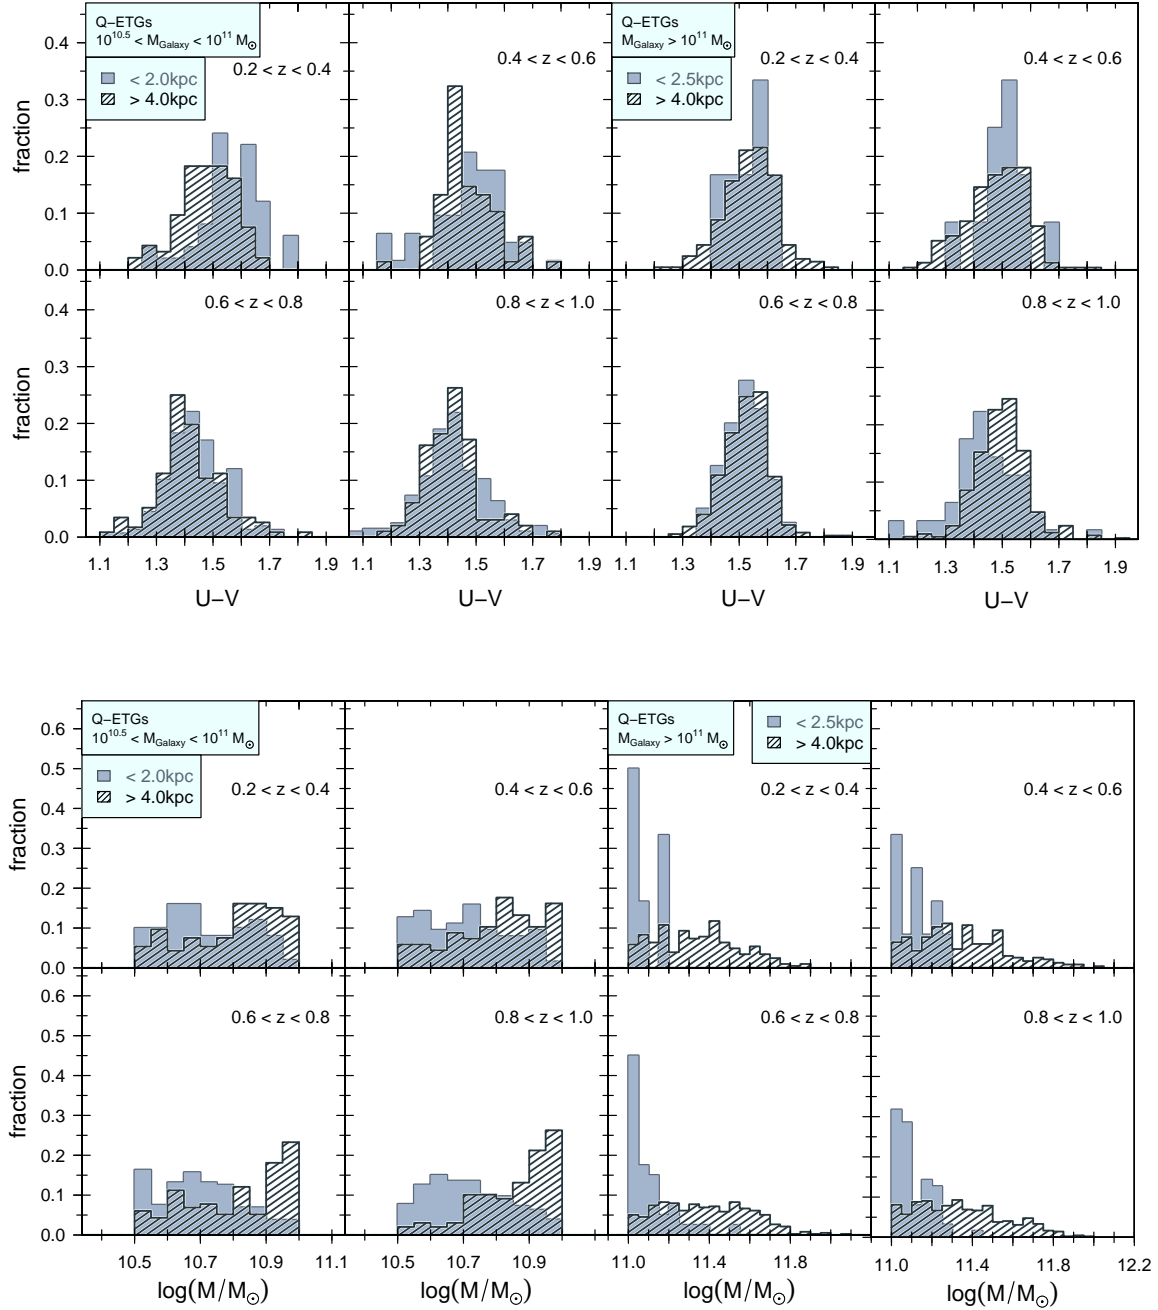 Q−ETGs
10^10.5 < M_Galaxy < 10^11 M_⊙
< 2.0kpc
> 4.0kpc
0.2 < z < 0.4
0.4 < z < 0.6
Q−ETGs
M_Galaxy > 10^11 M_⊙
< 2.5kpc
> 4.0kpc
0.2 < z < 0.4
0.4 < z < 0.6
fraction
0.4
0.3
0.2
0.1
0.0
0.6 < z < 0.8
0.8 < z < 1.0
0.6 < z < 0.8
0.8 < z < 1.0
fraction
0.4
0.3
0.2
0.1
0.0
1.1 1.3 1.5 1.7 1.9
1.1 1.3 1.5 1.7 1.9
1.1 1.3 1.5 1.7 1.9
1.1 1.3 1.5 1.7 1.9
U−V
U−V
U−V
U−V
Q−ETGs
10^10.5 < M_Galaxy < 10^11 M_⊙
< 2.0kpc
> 4.0kpc
0.2 < z < 0.4
0.4 < z < 0.6
Q−ETGs
M_Galaxy > 10^11 M_⊙
< 2.5kpc
> 4.0kpc
0.2 < z < 0.4
0.4 < z < 0.6
fraction
0.6
0.5
0.4
0.3
0.2
0.1
0.0
0.6 < z < 0.8
0.8 < z < 1.0
0.6 < z < 0.8
0.8 < z < 1.0
fraction
0.6
0.5
0.4
0.3
0.2
0.1
0.0
10.5 10.7 10.9 11.1
10.5 10.7 10.9
11.0 11.4 11.8
11.0 11.4 11.8 12.2
log(M/M_⊙)
log(M/M_⊙)
log(M/M_⊙)
log(M/M_⊙)